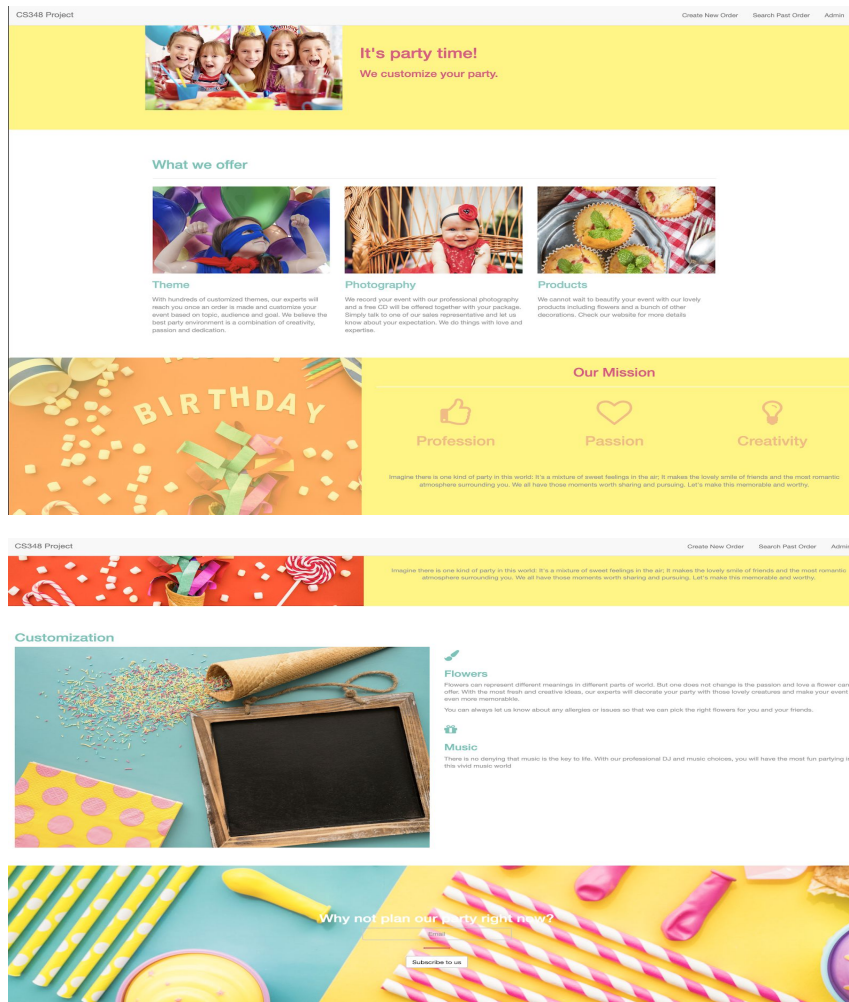 CS348 Project
Create New Order Search Past Order Admin
It's party time!
We customize your party.
What we offer
Theme
With hundreds of customized themes, our experts will
reach you once an order is made and customize your
event based on topic, audience and goal. We believe the
best party environment is a combination of creativity,
passion and dedication.
Photography
We record your event with our professional photography
and a free CD will be offered together with your package.
Simply talk to one of our sales representative and let us
know about your expectation. We do things with love and
expertise.
Products
We cannot wait to beautify your event with our lovely
products including flowers and a bunch of other
decorations. Check our website for more details
BIRTHDAY
Our Mission
Profession Passion Creativity
Imagine there is one kind of party in this world: It's a mixture of sweet feelings in the air; It makes the lovely smile of friends and the most romantic
atmosphere surrounding you. We all have those moments worth sharing and pursuing. Let's make this memorable and worthy.
CS348 Project
Create New Order Search Past Order Admin
Imagine there is one kind of party in this world: It's a mixture of sweet feelings in the air; It makes the lovely smile of friends and the most romantic
atmosphere surrounding you. We all have those moments worth sharing and pursuing. Let's make this memorable and worthy.
Customization
Flowers
Flowers can represent different meanings in different parts of world. But one does not change is the passion and love a flower can
offer. With the most fresh and creative ideas, our experts will decorate your party with those lovely creatures and make your event
even more memorabkle.
You can always let us know about any allergies or issues so that we can pick the right flowers for you and your friends.
Music
There is no denying that music is the key to life. With our professional DJ and music choices, you will have the most fun partying in
this vivid music world
Why not plan our party right now?
Email
Subscribe to us